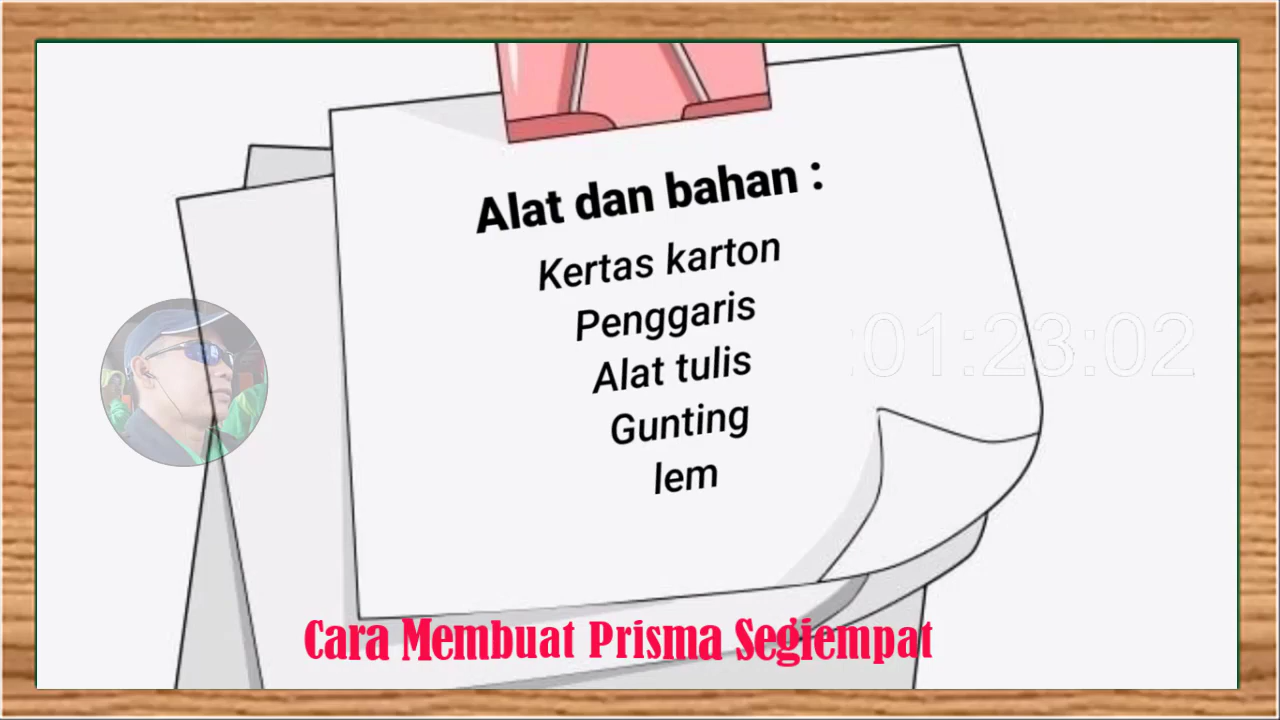 Alat dan bahan :
Kertas karton
Penggaris
Alat tulis
Gunting
lem
:01:23:02
Cara Membuat Prisma Segiempat